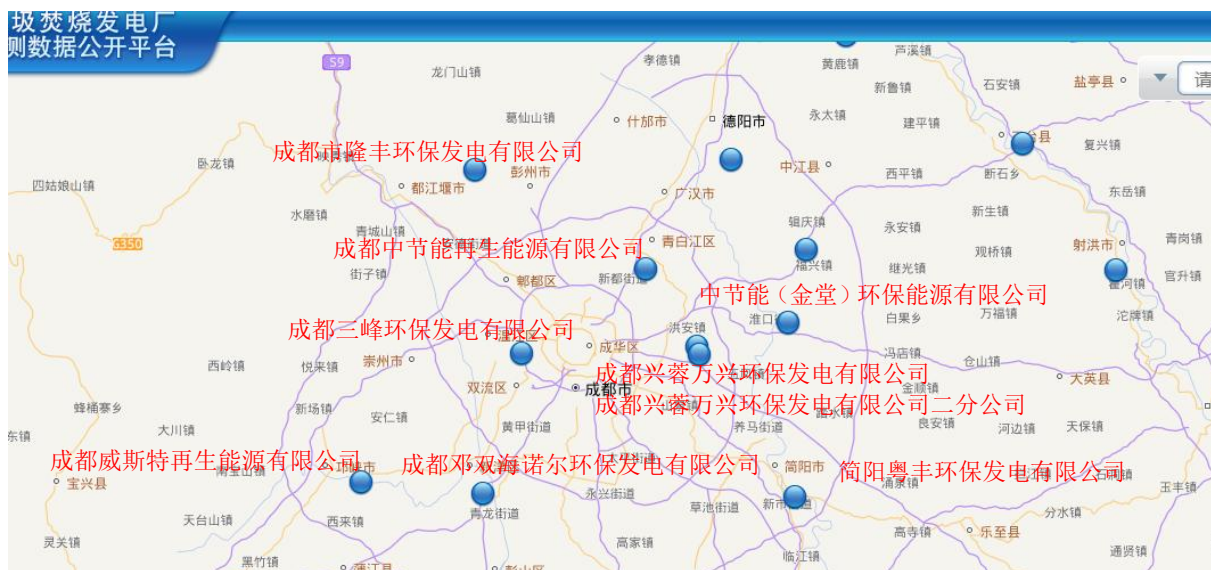 圾焚烧发电厂
测数据公开平台
S9
龙门山镇
孝德镇
黄鹿镇
芦溪镇
新鲁镇
石安镇
盐亭县
请
葛仙山镇
什邡市
德阳市
永太镇
建平镇
成都市隆丰环保发电有限公司
卧龙镇
彭州市
中江县
西平镇
断石乡
复兴镇
四姑娘山镇
都江堰市
广汉市
东岳镇
水磨镇
青城山镇
辑庆镇
永安镇
新生镇
成都中节能再生能源有限公司
青白江区
观桥镇
射洪市
青岗镇
G350
街子镇
郫都区
新都街道
福兴镇
继光镇
官升镇
中节能（金堂）环保能源有限公司
成都三峰环保发电有限公司
洪安镇
白果乡
万福镇
沱牌镇
西岭镇
悦来镇
崇州市
成华区
冯店镇
仓山镇
双流区
成都市
成都兴蓉万兴环保发电有限公司
金顺镇
大英县
蜂桶寨乡
新场镇
安仁镇
成都兴蓉万兴环保发电有限公司二分公司
东镇
大川镇
黄甲街道
养马街道
良安镇
河边镇
天保镇
成都威斯特再生能源有限公司
成都邓双海诺尔环保发电有限公司
简阳市
简阳粤丰环保发电有限公司
宝兴县
永兴街道
草池街道
涌泉镇
玉丰镇
天台山镇
西来镇
青龙街道
高寺镇
乐至县
分水镇
灵关镇
高家镇
临江镇
通贤镇
黑竹镇
蒲江县
彭山区